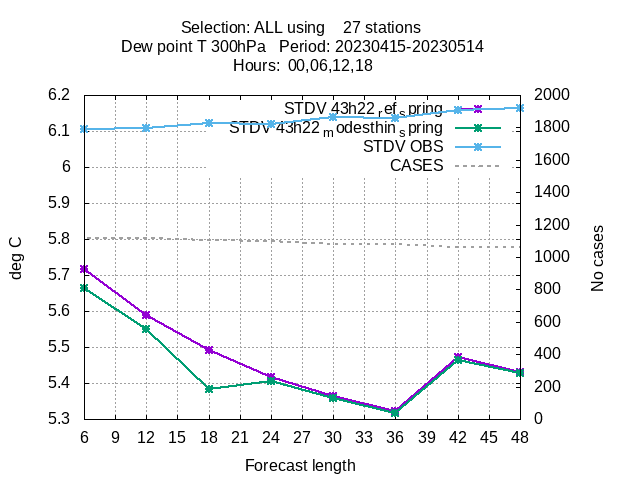 Selection: ALL using    27 stations
Dew point T 300hPa   Period: 20230415-20230514
Hours:  00,06,12,18
STDV 43h22refspring
STDV 43h22modesthinspring
STDV OBS
CASES
6.2
6.1
6
5.9
5.8
5.7
5.6
5.5
5.4
5.3
deg C
2000
1800
1600
1400
1200
1000
800
600
400
200
0
No cases
6 9 12 15 18 21 24 27 30 33 36 39 42 45 48
Forecast length